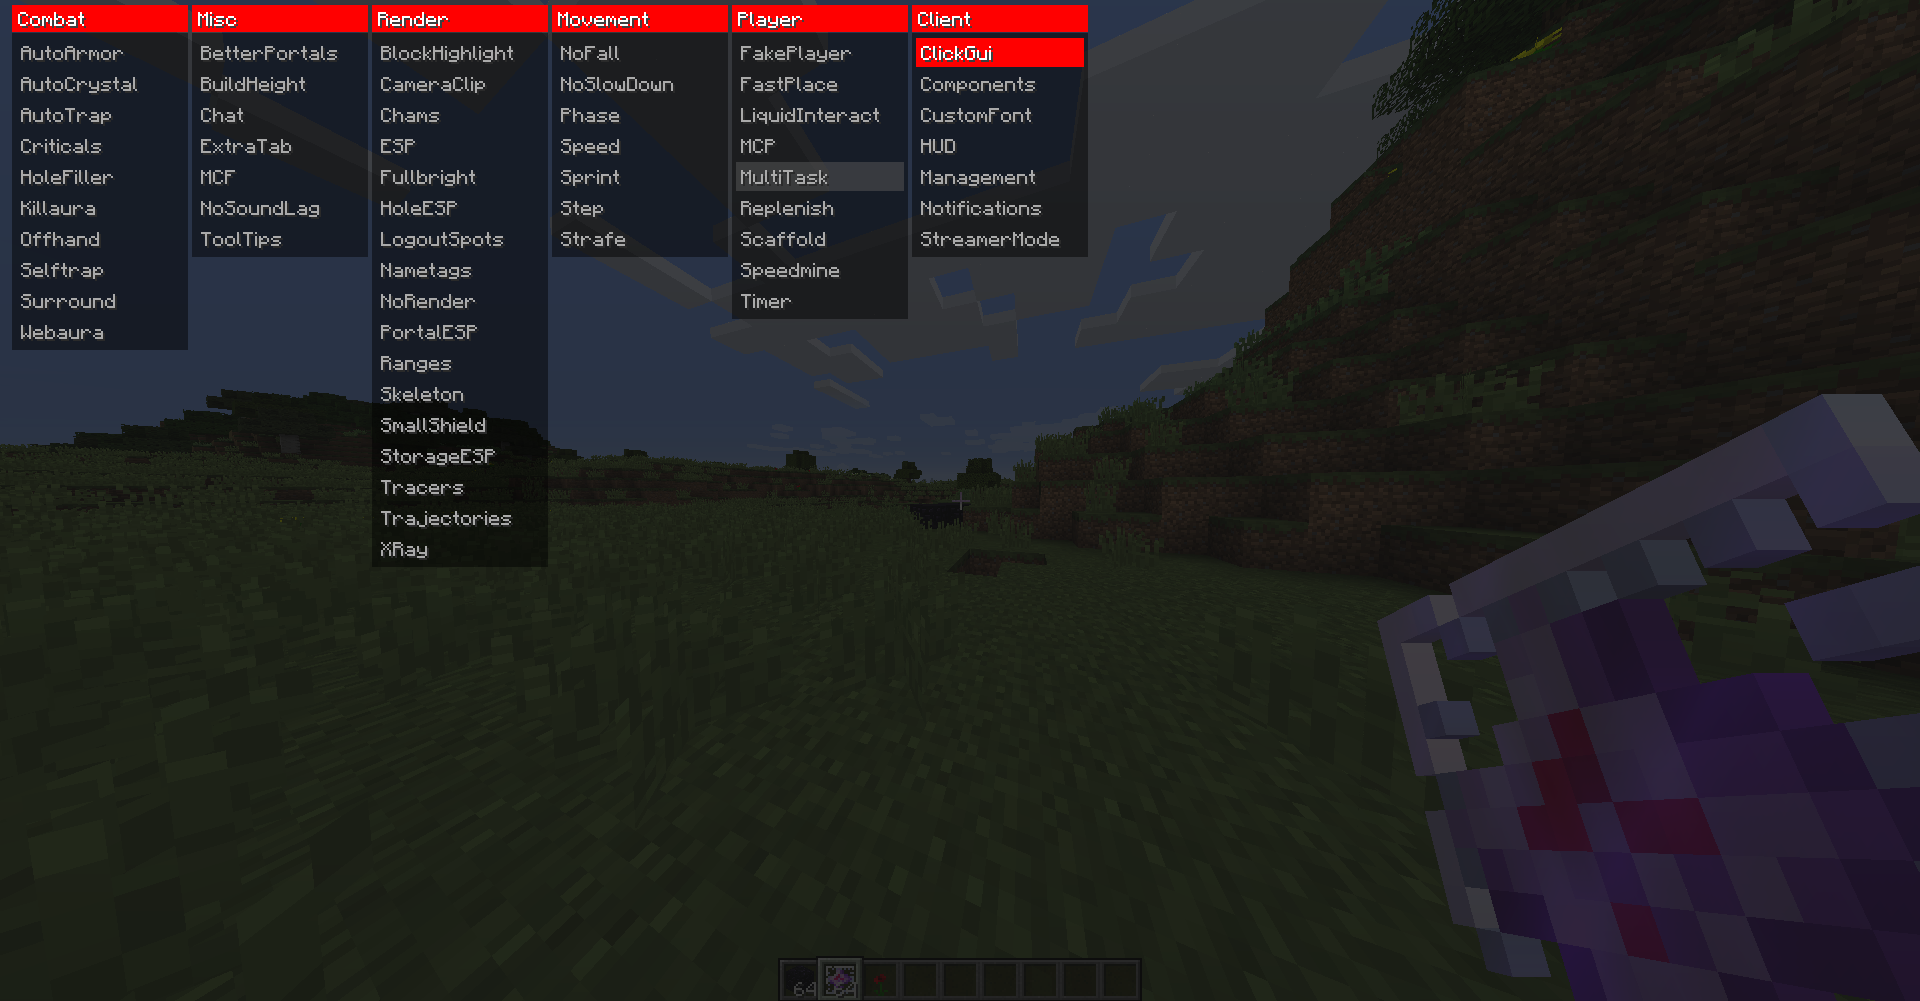 Combat
AutoArmor
AutoCrystal
AutoTrap
Criticals
HoleFiller
Killaura
Offhand
Selftrap
Surround
Webaura
Misc
BetterPortals
BuildHeight
Chat
ExtraTab
MCF
NoSoundLag
ToolTips
Render
BlockHighlight
CameraClip
Chams
ESP
Fullbright
HoleESP
LogoutSpots
Nametags
NoRender
PortalESP
Ranges
Skeleton
SmallShield
StorageESP
Tracers
Trajectories
XRay
Movement
NoFall
NoSlowDown
Phase
Speed
Sprint
Step
Strafe
Player
FakePlayer
FastPlace
LiquidInteract
MCP
MultiTask
Replenish
Scaffold
Speedmine
Timer
Client
ClickGui
Components
CustomFont
HUD
Management
Notifications
StreamerMode
64
64